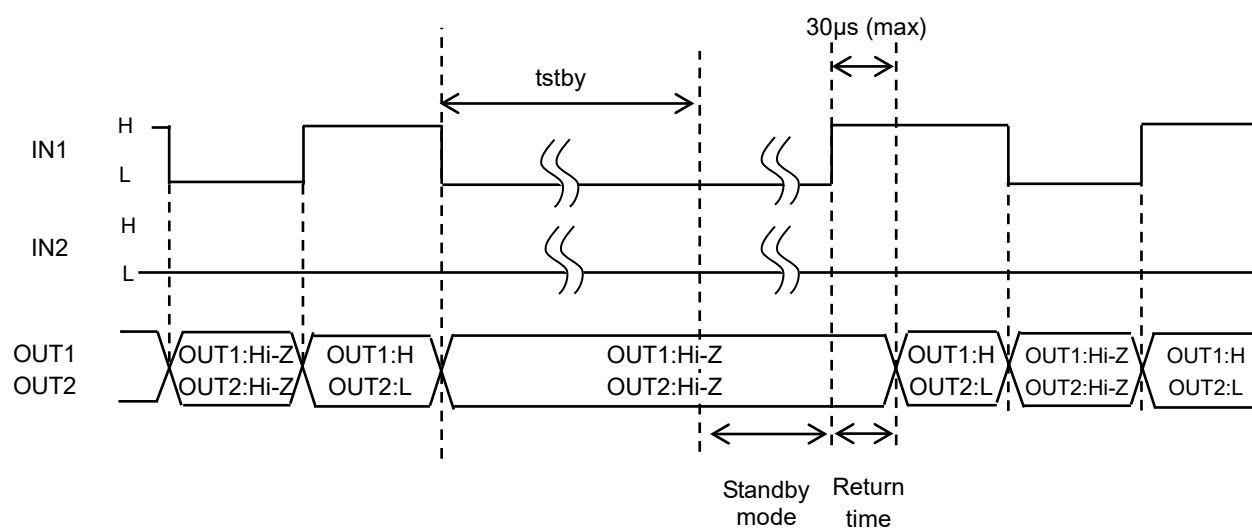 30μs (max)
tstby
H
IN1
L
H
IN2
L
OUT1
OUT2
OUT1:Hi-Z
OUT2:Hi-Z
OUT1:H
OUT2:L
OUT1:Hi-Z
OUT2:Hi-Z
OUT1:H
OUT2:L
OUT1:Hi-Z
OUT2:Hi-Z
OUT1:H
OUT2:L
Standby
mode
Return
time